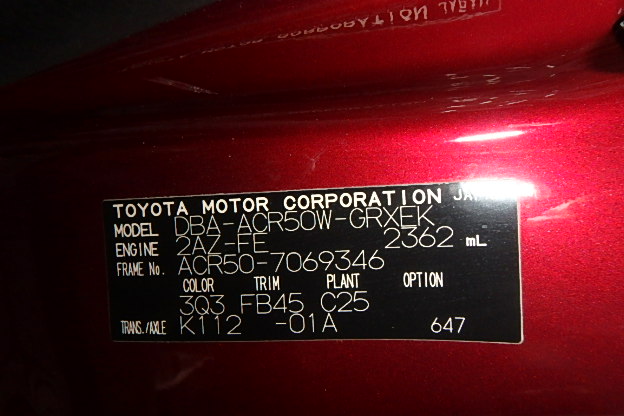 TOYOTA MOTOR CORPORATION JAPAN
MODEL DBA-ACR50W-GRXEK
ENGINE 2AZ-FE 2362 mL
FRAME No. ACR50-7069346
COLOR TRIM PLANT OPTION
3Q3 FB45 C25
TRANS./AXLE K112 -01A 647